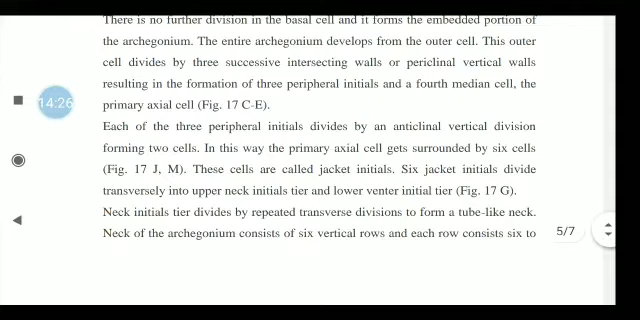 There is no further division in the basal cell and it forms the embedded portion of
the archegonium. The entire archegonium develops from the outer cell. This outer
cell divides by three successive intersecting walls or periclinal vertical walls
resulting in the formation of three peripheral initials and a fourth median cell, the
primary axial cell (Fig. 17 C-E).
14:26
Each of the three peripheral initials divides by an anticlinal vertical division
forming two cells. In this way the primary axial cell gets surrounded by six cells
(Fig. 17 J, M). These cells are called jacket initials. Six jacket initials divide
transversely into upper neck initials tier and lower venter initial tier (Fig. 17 G).
Neck initials tier divides by repeated transverse divisions to form a tube-like neck.
Neck of the archegonium consists of six vertical rows and each row consists six to
5/7